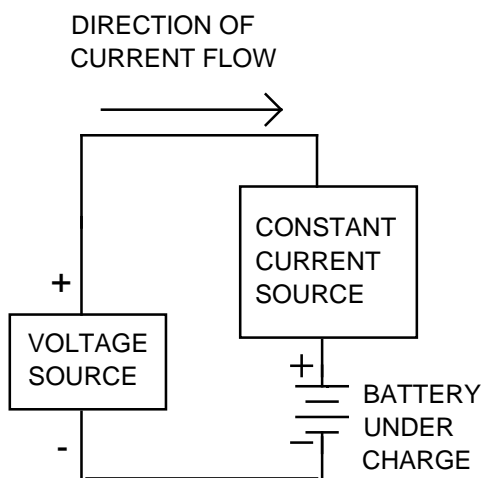 DIRECTION OF
CURRENT FLOW
CONSTANT
CURRENT
SOURCE
+
VOLTAGE
SOURCE
-
+
BATTERY
UNDER
CHARGE
−